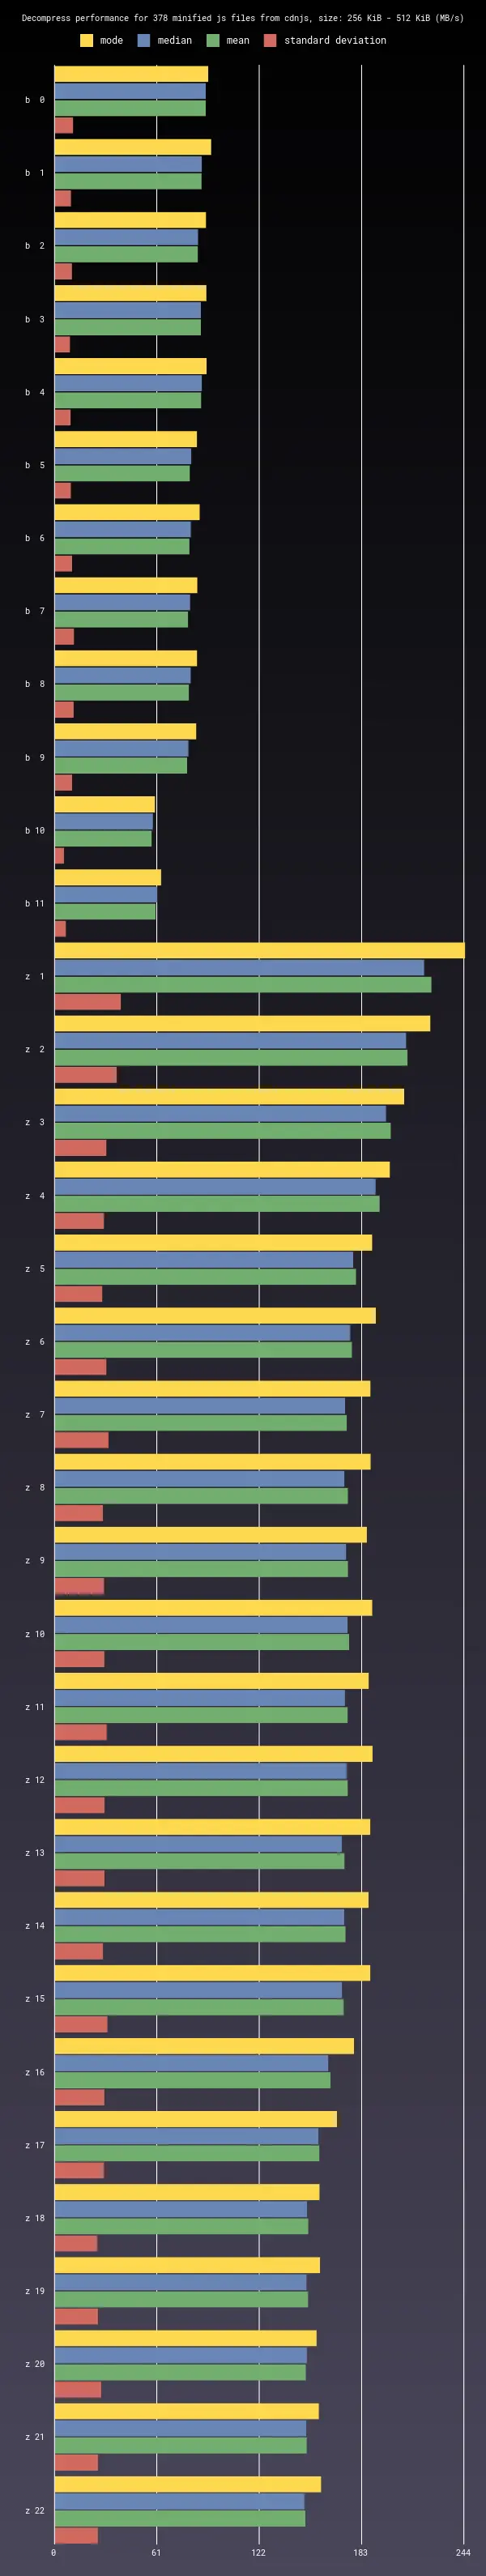 Decompress performance for 378 minified js files from cdnjs, size: 256 KiB - 512 KiB (MB/s)
mode median mean standard deviation
b 0
b 1
b 2
b 3
b 4
b 5
b 6
b 7
b 8
b 9
b 10
b 11
z 1
z 2
z 3
z 4
z 5
z 6
z 7
z 8
z 9
z 10
z 11
z 12
z 13
z 14
z 15
z 16
z 17
z 18
z 19
z 20
z 21
z 22
0 61 122 183 244